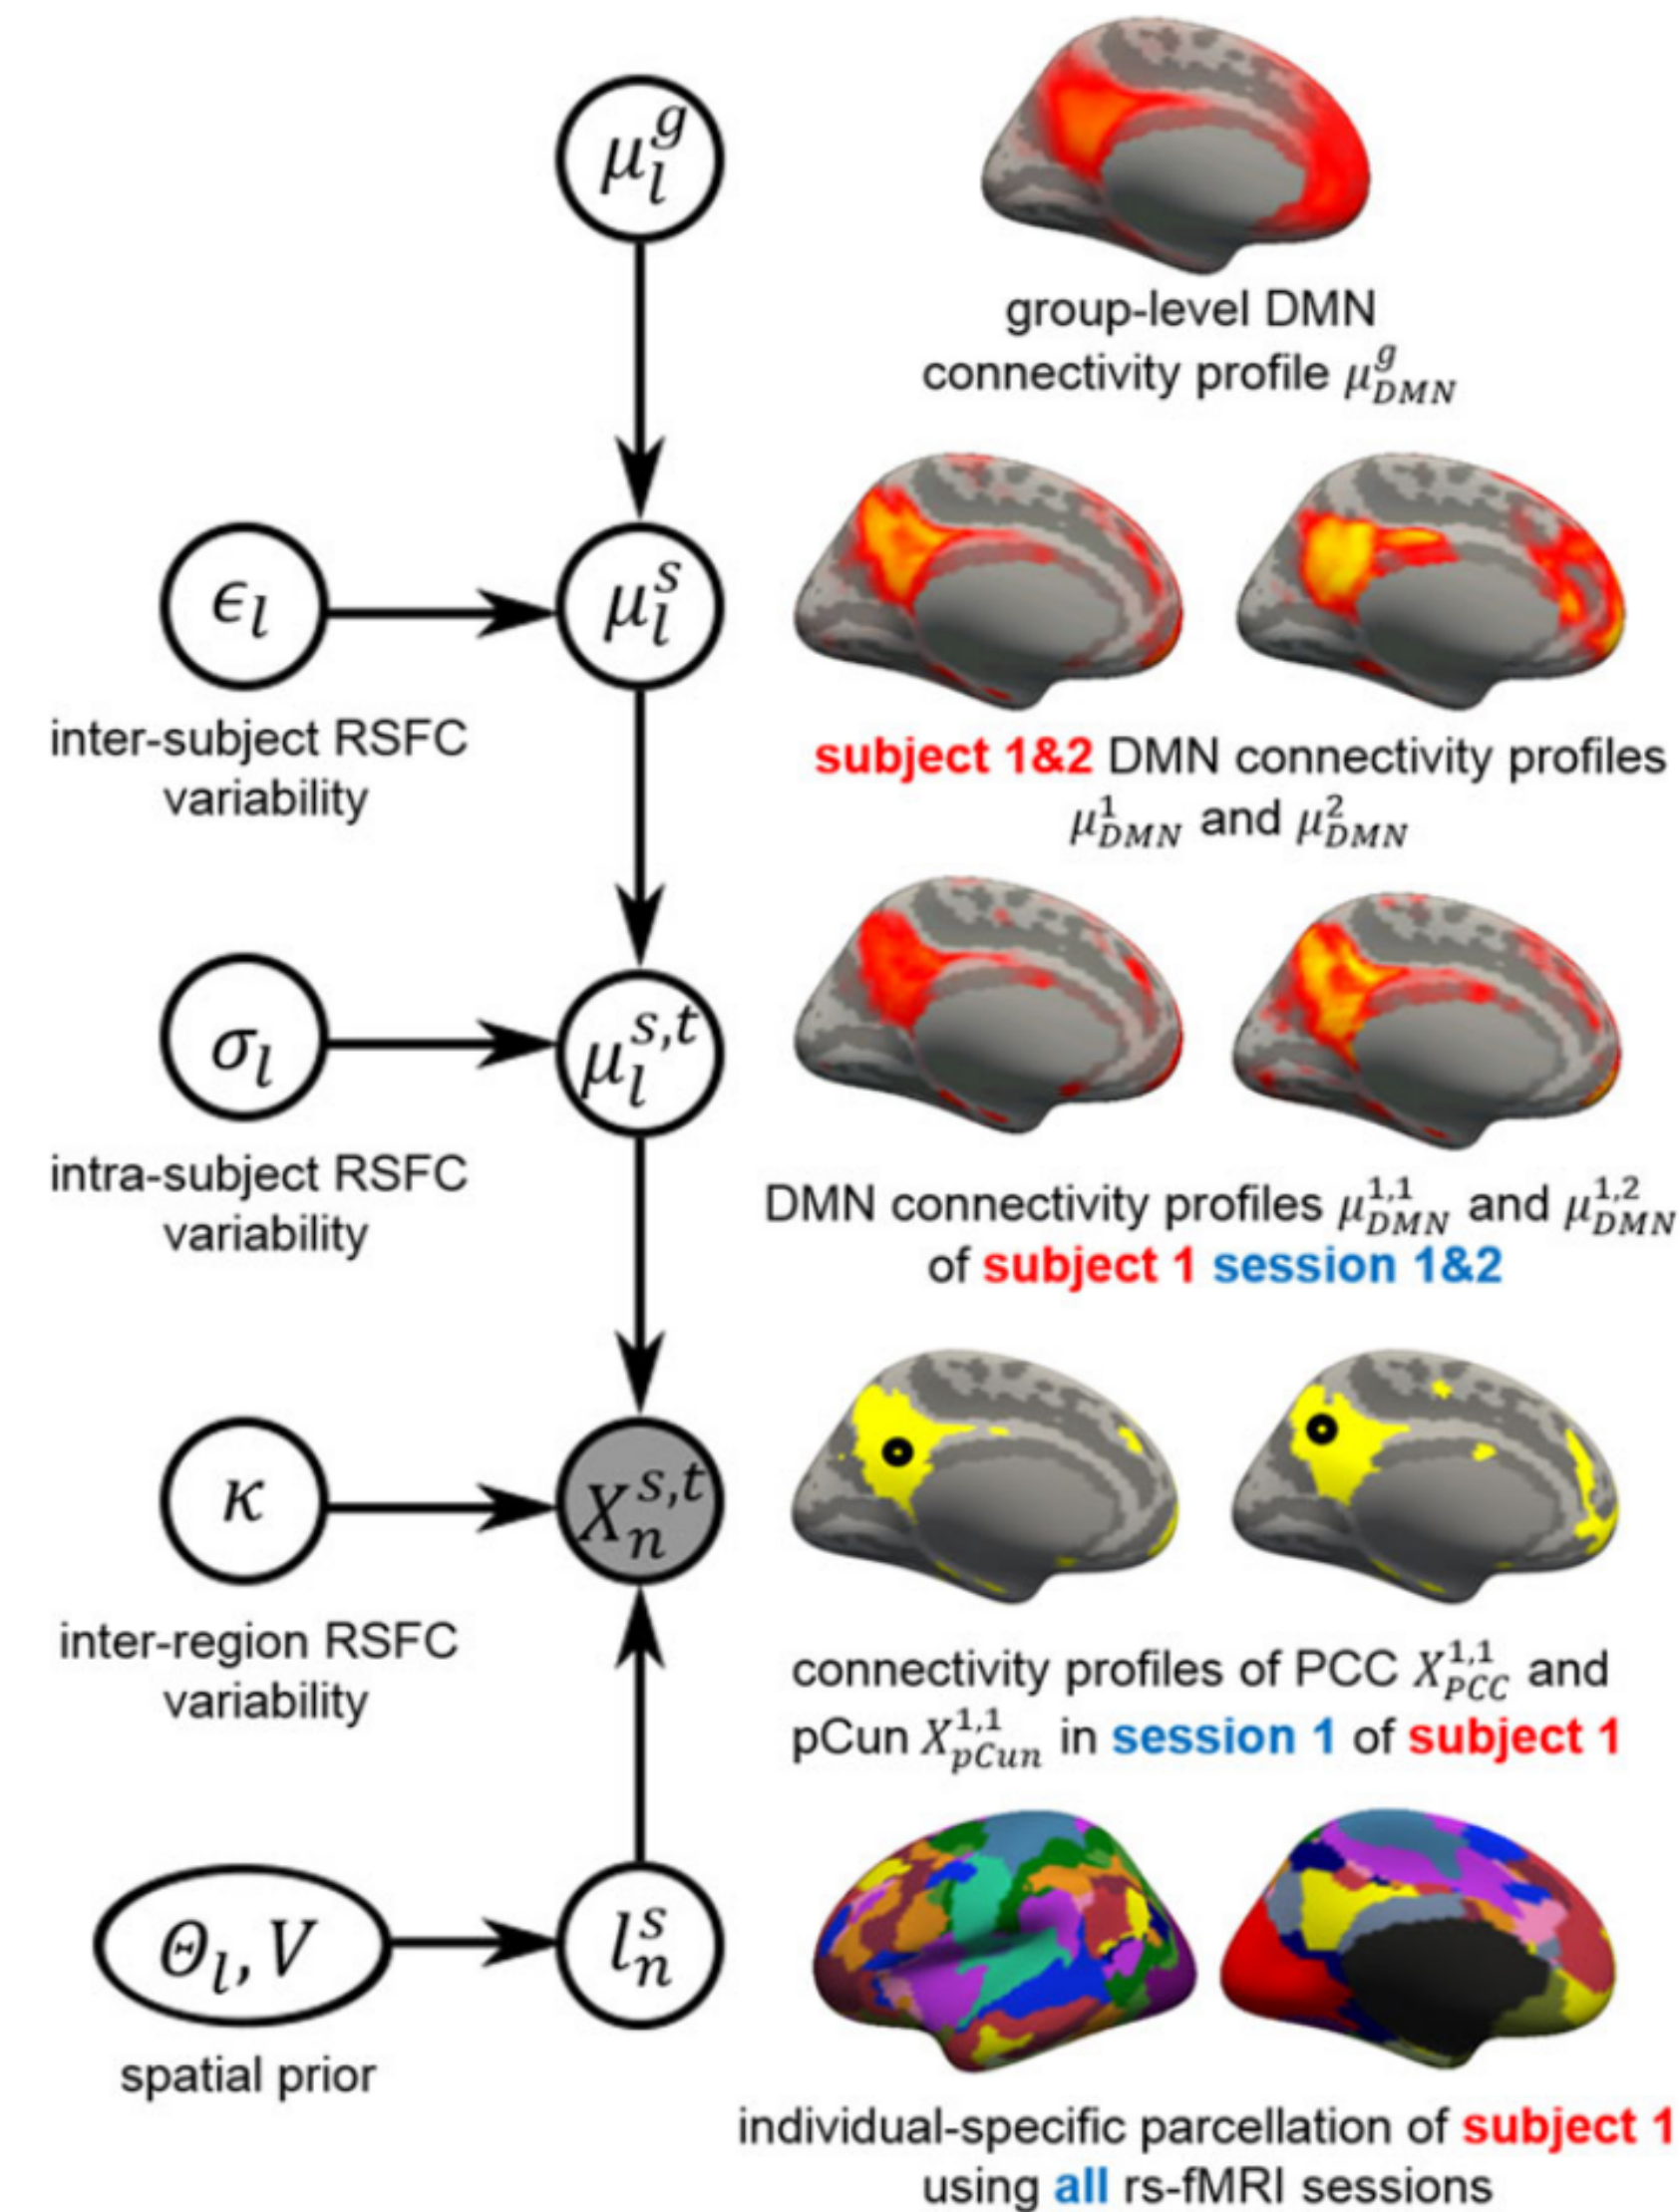 μ_l^g
group-level DMN
connectivity profile μ_DMN^g
ϵ_l
μ_l^s
inter-subject RSFC
variability
subject 1&2 DMN connectivity profiles
μ_DMN^1 and μ_DMN^2
σ_l
μ_l^{s,t}
intra-subject RSFC
variability
DMN connectivity profiles μ_DMN^{1,1} and μ_DMN^{1,2}
of subject 1 session 1&2
κ
X_n^{s,t}
inter-region RSFC
variability
connectivity profiles of PCC X_PCC^{1,1} and
pCun X_pCun^{1,1} in session 1 of subject 1
Θ_l, V
l_n^s
spatial prior
individual-specific parcellation of subject 1
using all rs-fMRI sessions